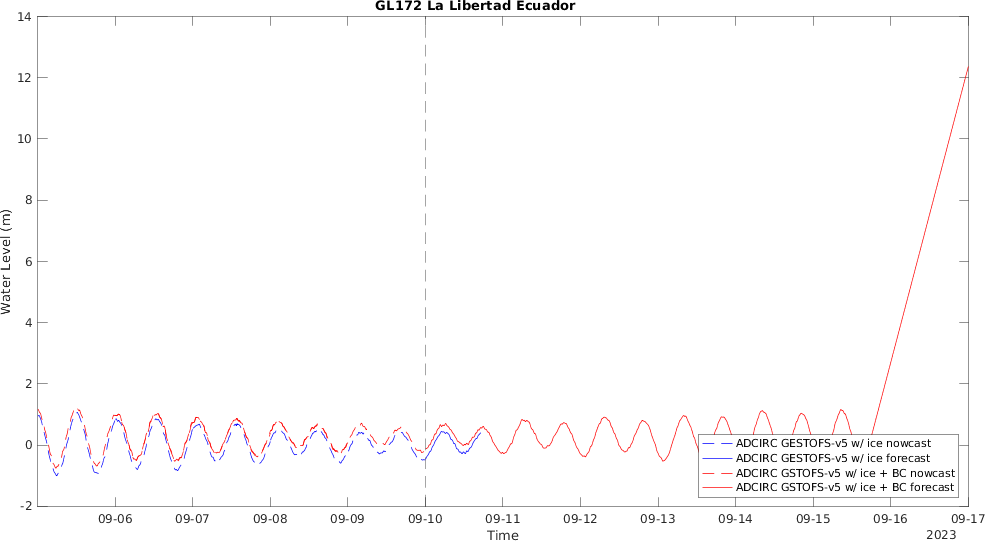 GL172 La Libertad Ecuador
14
12
10
8
6
4
2
0
-2
Water Level (m)
ADCIRC GESTOFS-v5 w/ ice nowcast
ADCIRC GESTOFS-v5 w/ ice forecast
ADCIRC GSTOFS-v5 w/ ice + BC nowcast
ADCIRC GSTOFS-v5 w/ ice + BC forecast
09-06 09-07 09-08 09-09 09-10 09-11 09-12 09-13 09-14 09-15 09-16 09-17
Time
2023